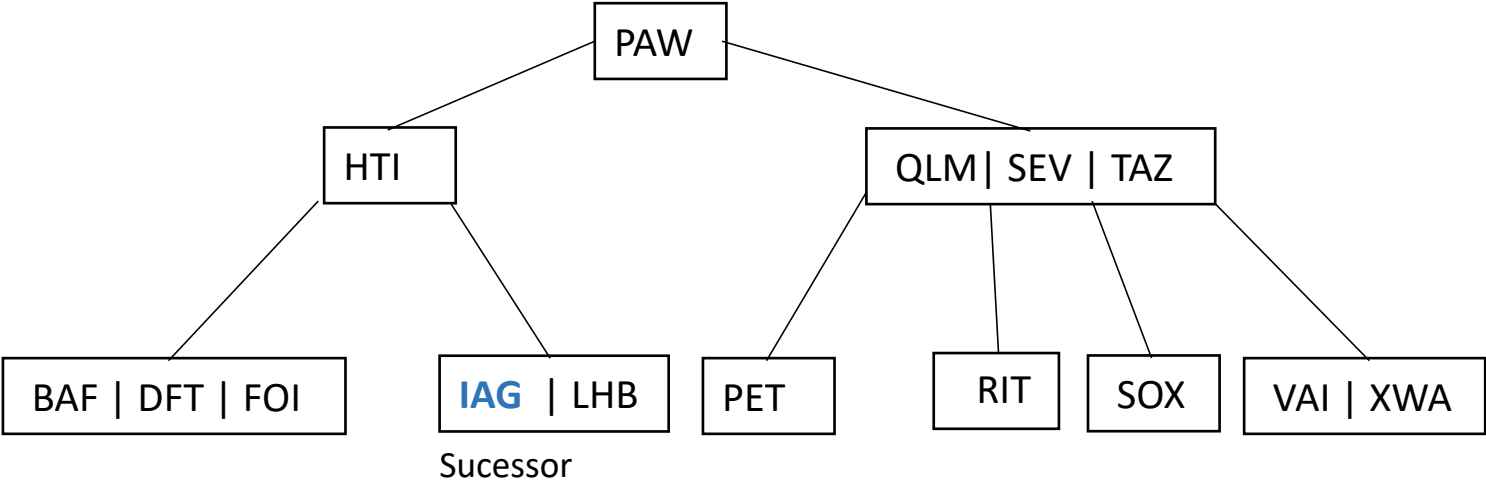 PAW
HTI
QLM| SEV | TAZ
BAF | DFT | FOI
IAG | LHB
PET
RIT
SOX
VAI | XWA
Sucessor